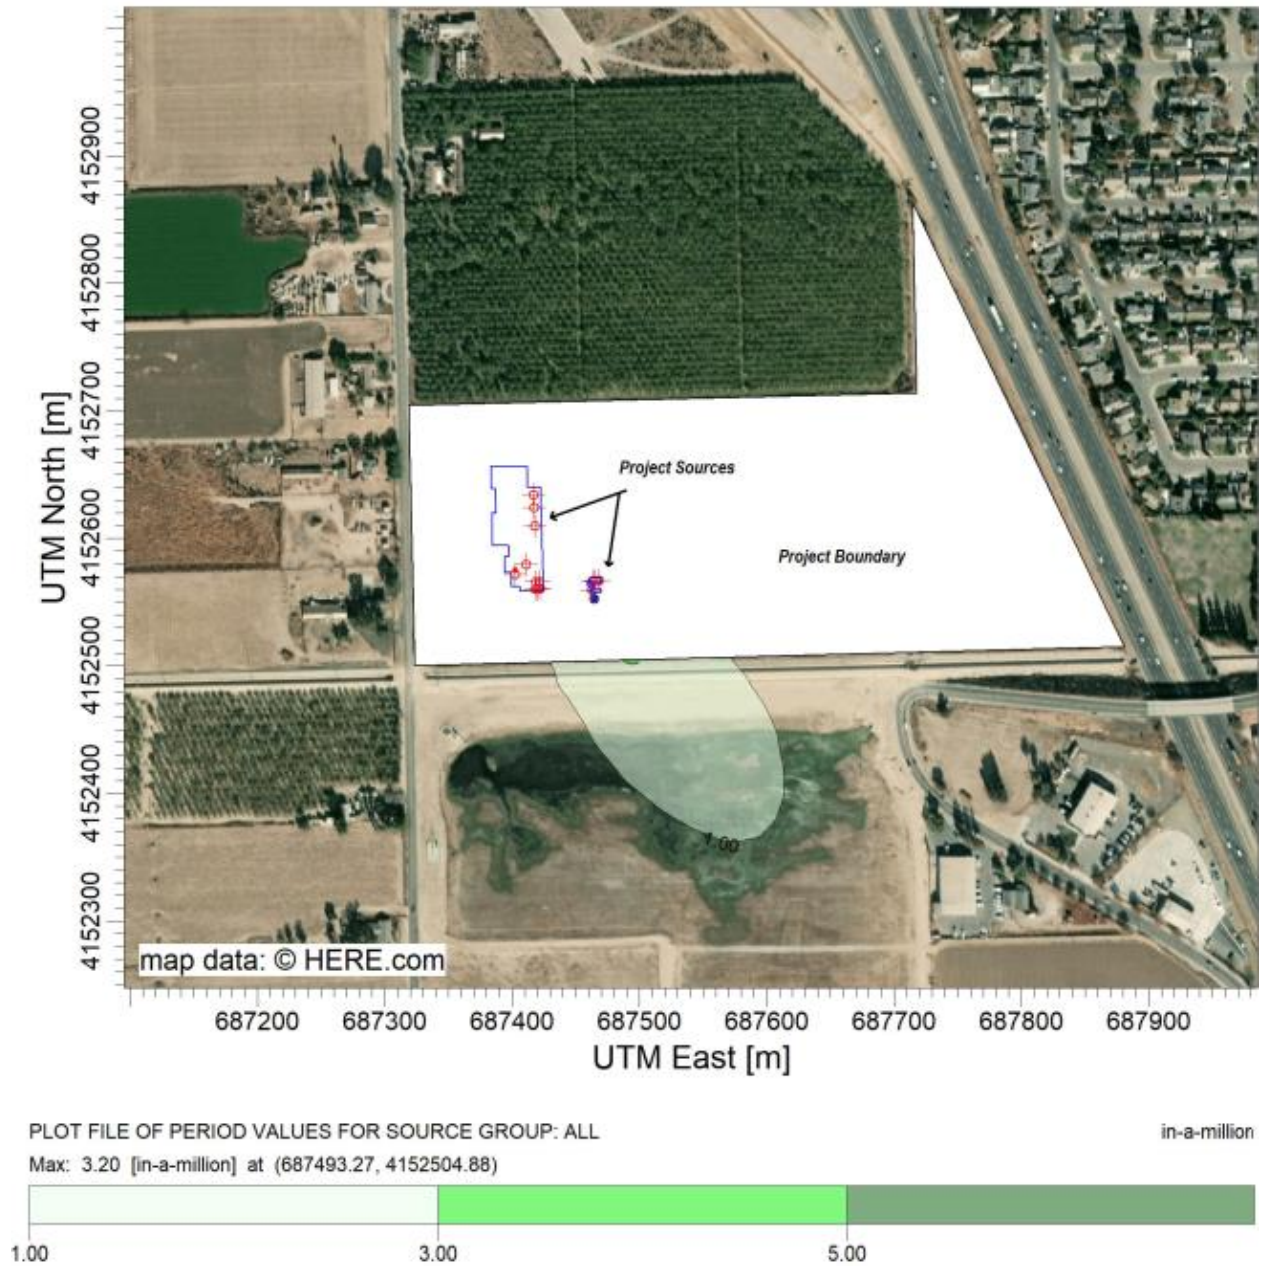 4152900
4152800
4152700
4152600
4152500
4152400
4152300
UTM North [m]
Project Sources
Project Boundary
1.00
map data: © HERE.com
687200 687300 687400 687500 687600 687700 687800 687900
UTM East [m]
PLOT FILE OF PERIOD VALUES FOR SOURCE GROUP: ALL in-a-million
Max: 3.20 [in-a-million] at (687493.27, 4152504.88)
1.00 3.00 5.00